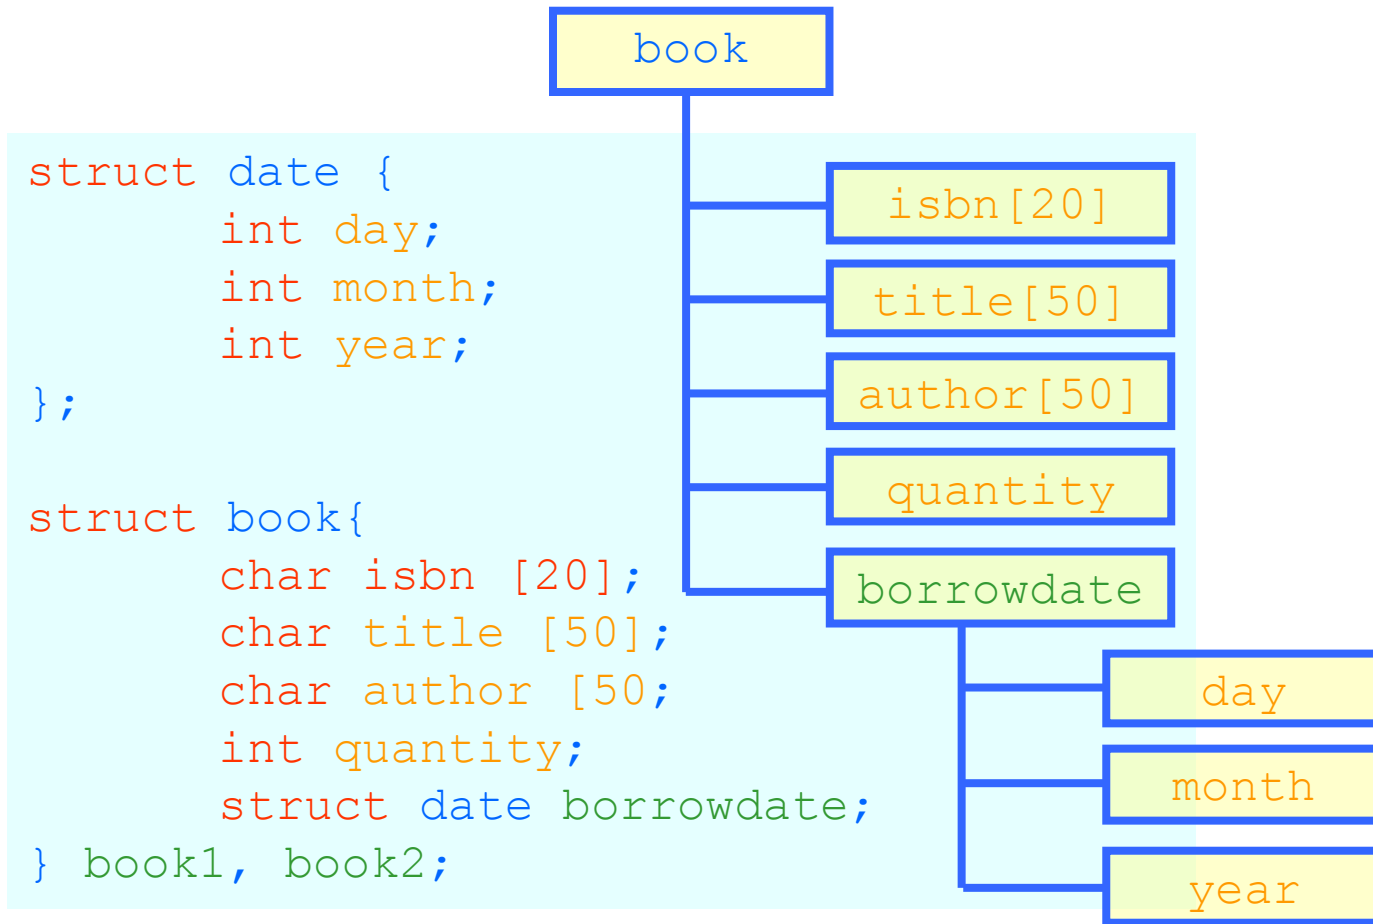 book
struct date {
int day;
int month;
int year;
};
struct book{
char isbn [20];
char title [50];
char author [50;
int quantity;
struct date borrowdate;
} book1, book2;
isbn[20]
title[50]
author[50]
quantity
borrowdate
day
month
year